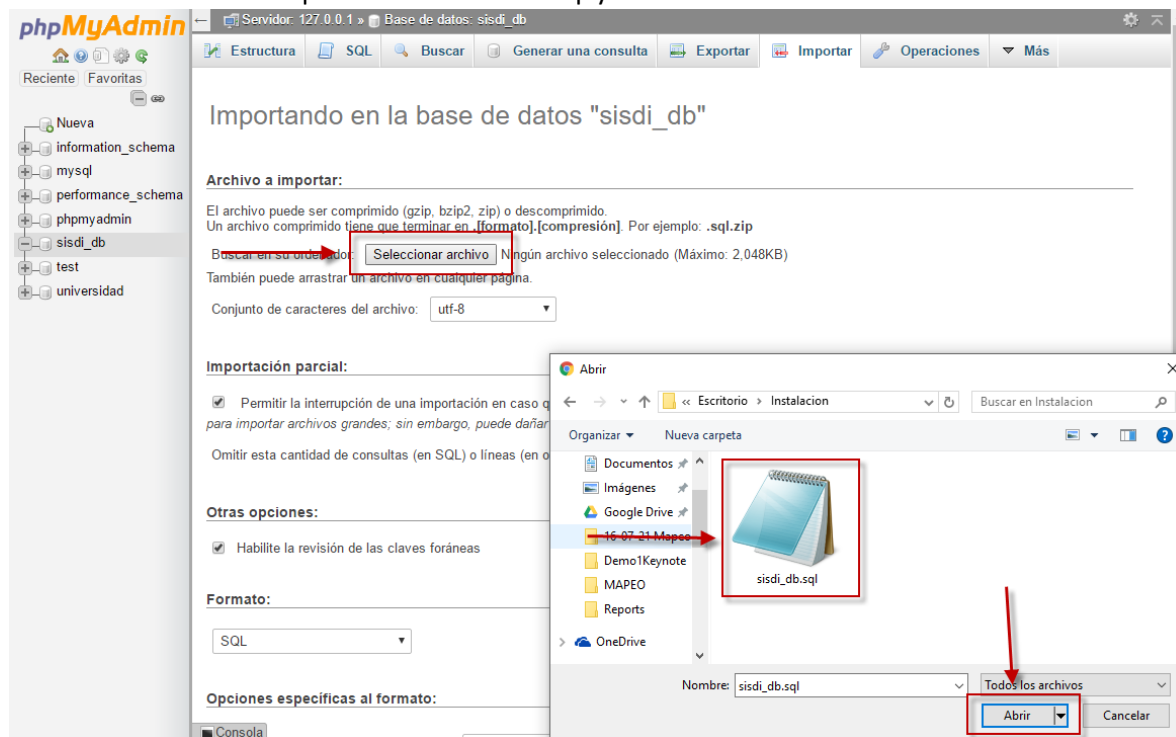 phpMyAdmin
Reciente Favoritas
Nueva
information_schema
mysql
performance_schema
phpmyadmin
sisdi_db
test
universidad
Servidor: 127.0.0.1 » Base de datos: sisdi_db
Estructura SQL Buscar Generar una consulta Exportar Importar Operaciones Más
Importando en la base de datos "sisdi_db"
Archivo a importar:
El archivo puede ser comprimido (gzip, bzip2, zip) o descomprimido.
Un archivo comprimido tiene que terminar en .[formato].[compresión]. Por ejemplo: .sql.zip
Buscar en su ordenador: Seleccionar archivo Ningún archivo seleccionado (Máximo: 2,048KB)
También puede arrastrar un archivo en cualquier página.
Conjunto de caracteres del archivo: utf-8
Importación parcial:
Permitir la interrupción de una importación en caso q
para importar archivos grandes; sin embargo, puede dañar
Omitir esta cantidad de consultas (en SQL) o líneas (en o
Otras opciones:
Habilite la revisión de las claves foráneas
Formato:
SQL
Opciones específicas al formato:
Consola
Abrir
« Escritorio › Instalacion
Buscar en Instalacion
Organizar Nueva carpeta
Documentos
Imágenes
Google Drive
16-07-21 Mapeo
Demo1Keynote
MAPEO
Reports
OneDrive
sisdi_db.sql
Nombre: sisdi_db.sql
Todos los archivos
Abrir Cancelar